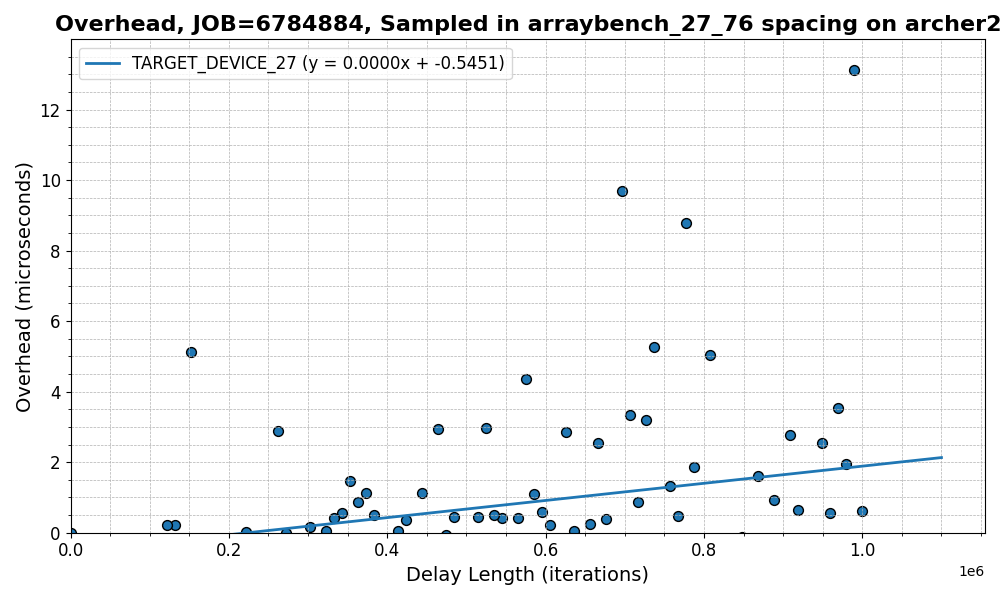 Overhead, JOB=6784884, Sampled in arraybench_27_76 spacing on archer2
TARGET_DEVICE_27 (y = 0.0000x + -0.5451)
Overhead (microseconds)
12
10
8
6
4
2
0
0.0 0.2 0.4 0.6 0.8 1.0
1e6
Delay Length (iterations)